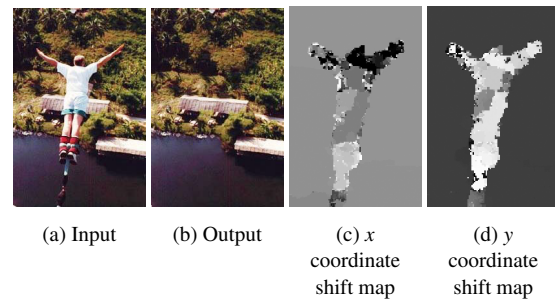 (a) Input
(b) Output
(c) x
coordinate
shift map
(d) y
coordinate
shift map